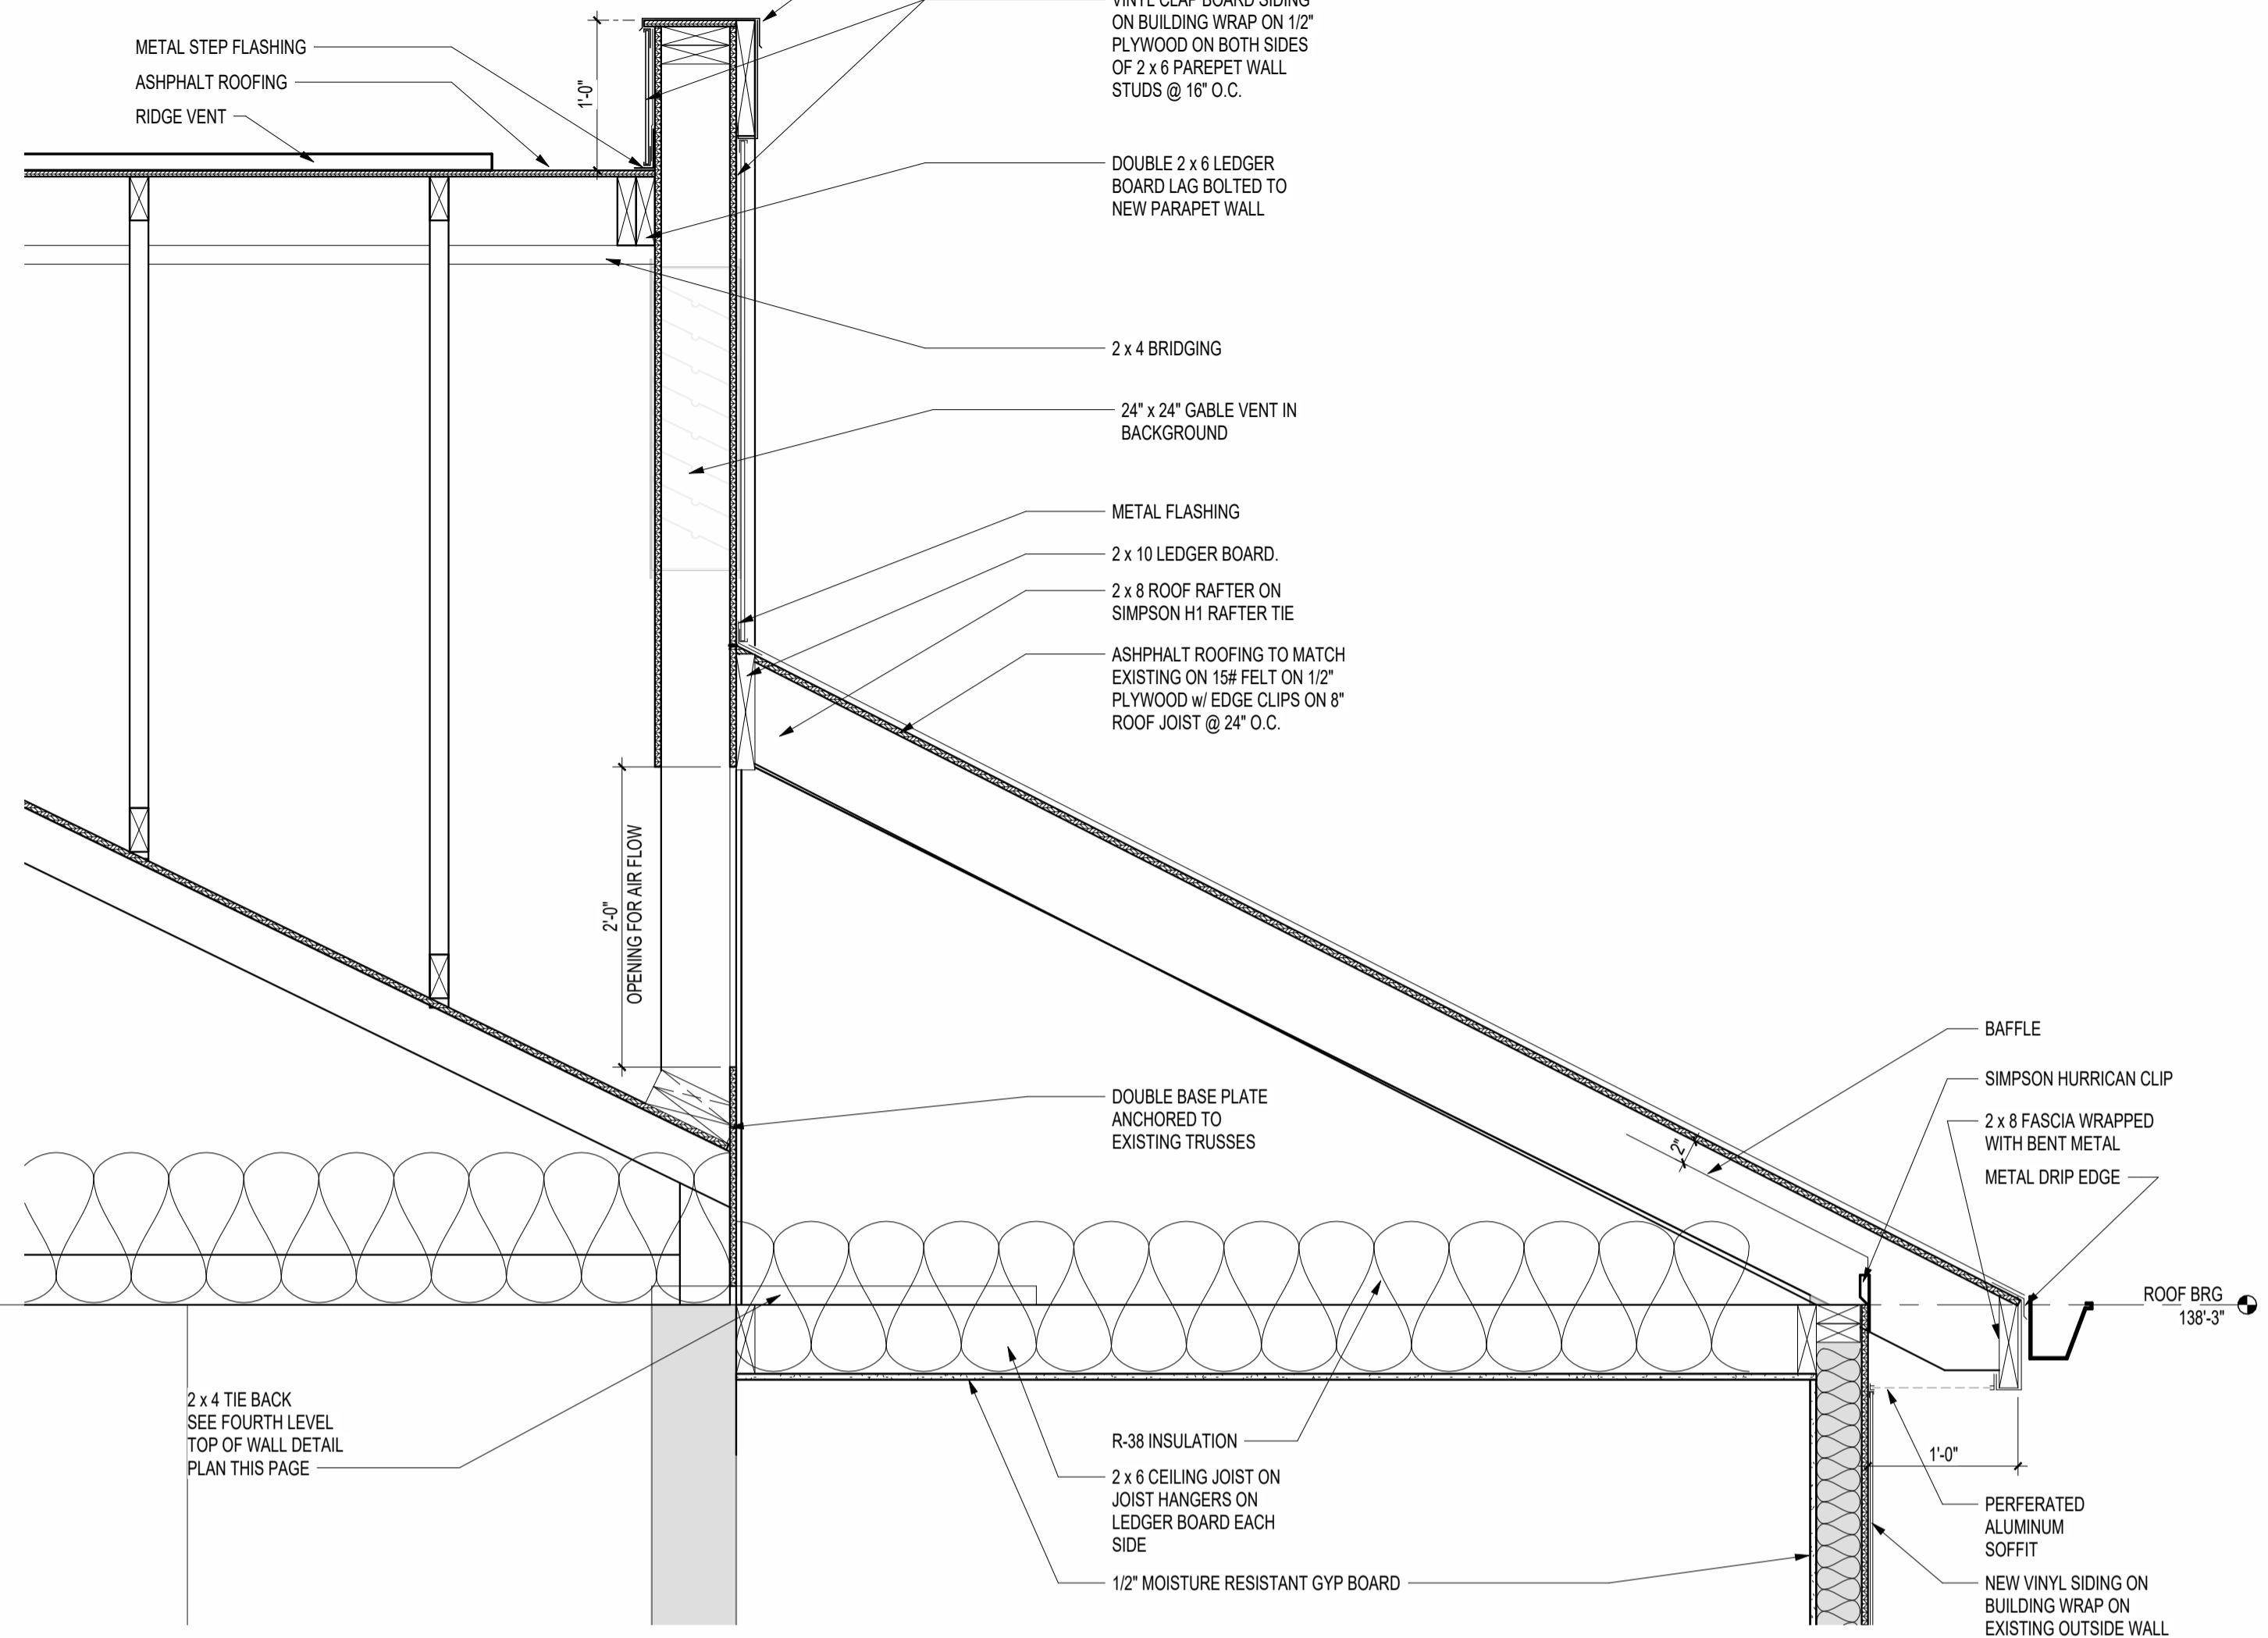 VINYL CLAP BOARD SIDING
ON BUILDING WRAP ON 1/2"
PLYWOOD ON BOTH SIDES
OF 2 x 6 PAREPET WALL
STUDS @ 16" O.C.
METAL STEP FLASHING
ASHPHALT ROOFING
RIDGE VENT
1'-0"
DOUBLE 2 x 6 LEDGER
BOARD LAG BOLTED TO
NEW PARAPET WALL
2 x 4 BRIDGING
24" x 24" GABLE VENT IN
BACKGROUND
METAL FLASHING
2 x 10 LEDGER BOARD.
2 x 8 ROOF RAFTER ON
SIMPSON H1 RAFTER TIE
ASHPHALT ROOFING TO MATCH
EXISTING ON 15# FELT ON 1/2"
PLYWOOD w/ EDGE CLIPS ON 8"
ROOF JOIST @ 24" O.C.
2'-0"
OPENING FOR AIR FLOW
DOUBLE BASE PLATE
ANCHORED TO
EXISTING TRUSSES
2"
BAFFLE
SIMPSON HURRICAN CLIP
2 x 8 FASCIA WRAPPED
WITH BENT METAL
METAL DRIP EDGE
ROOF BRG
138'-3"
2 x 4 TIE BACK
SEE FOURTH LEVEL
TOP OF WALL DETAIL
PLAN THIS PAGE
R-38 INSULATION
2 x 6 CEILING JOIST ON
JOIST HANGERS ON
LEDGER BOARD EACH
SIDE
1/2" MOISTURE RESISTANT GYP BOARD
1'-0"
PERFERATED
ALUMINUM
SOFFIT
NEW VINYL SIDING ON
BUILDING WRAP ON
EXISTING OUTSIDE WALL